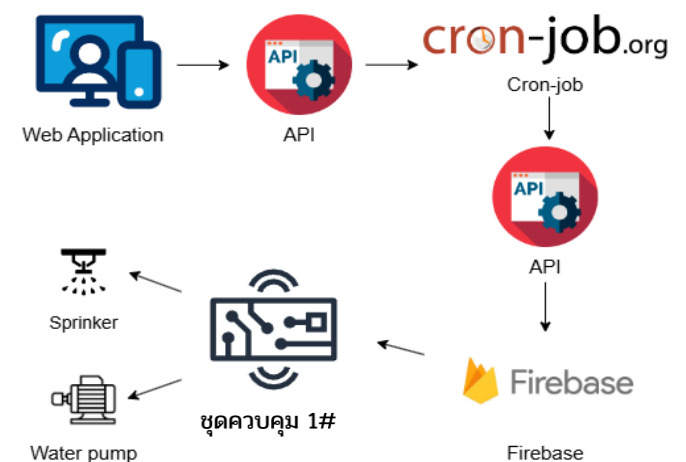 cron-job.org
API
Web Application
API
Cron-job
API
API
Sprinker
Firebase
ชุดควบคุม 1#
Water pump
Firebase